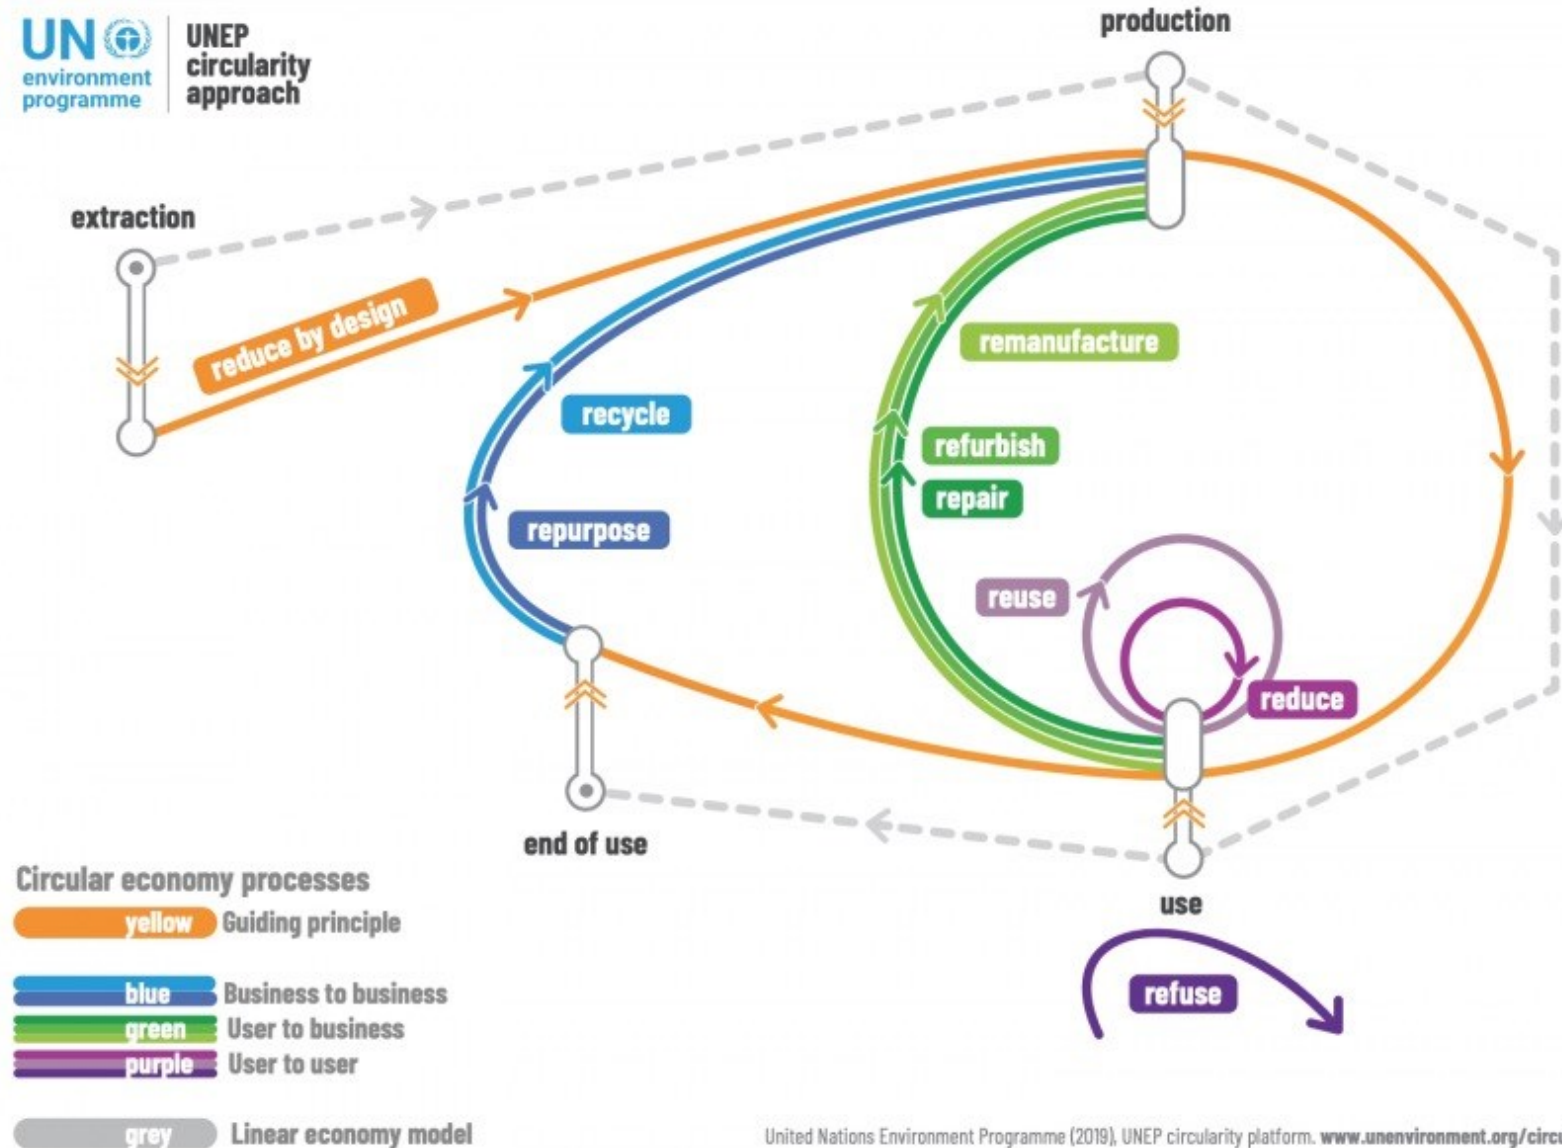 UN
environment
programme
UNEP
circularity
approach
production
extraction
reduce by design
remanufacture
recycle
refurbish
repair
repurpose
reuse
reduce
end of use
use
refuse
Circular economy processes
yellow Guiding principle
blue Business to business
green User to business
purple User to user
grey Linear economy model
United Nations Environment Programme (2019), UNEP circularity platform. www.unenvironment.org/circ